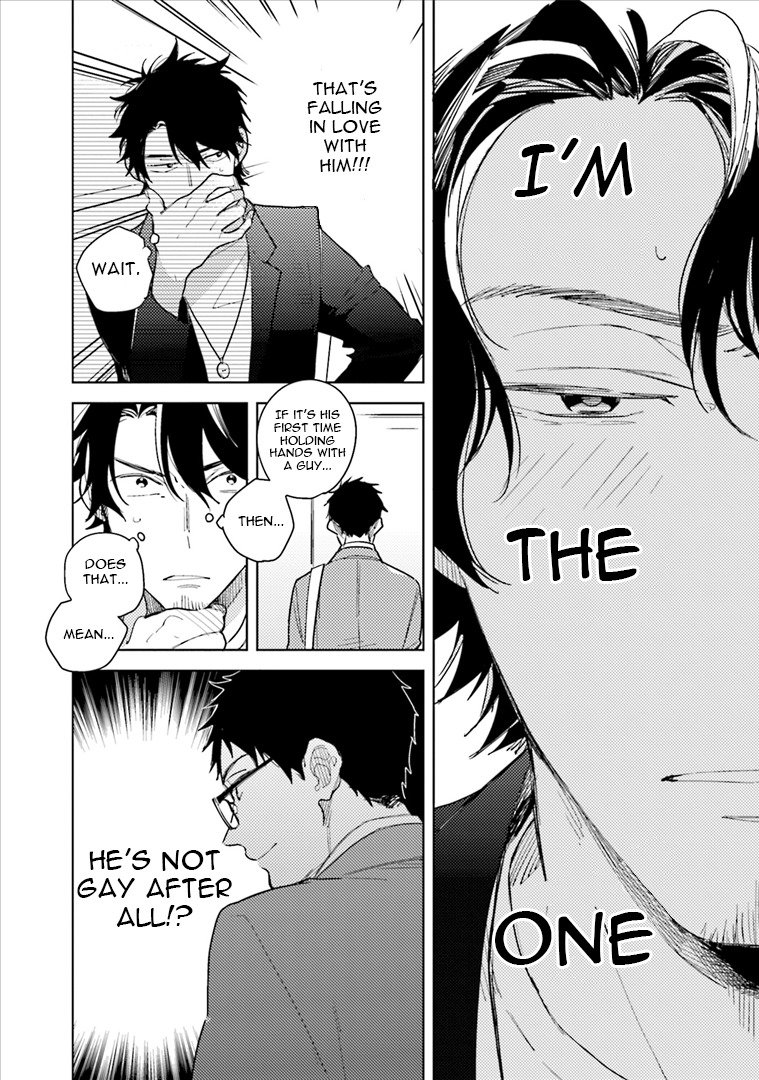 I'M
THE
ONE
THAT'S
FALLING
IN LOVE
WITH
HIM!!!
WAIT.
IF IT'S HIS
FIRST TIME
HOLDING
HANDS WITH
A GUY...
THEN...
DOES
THAT...
MEAN...
HE'S NOT
GAY AFTER
ALL!?